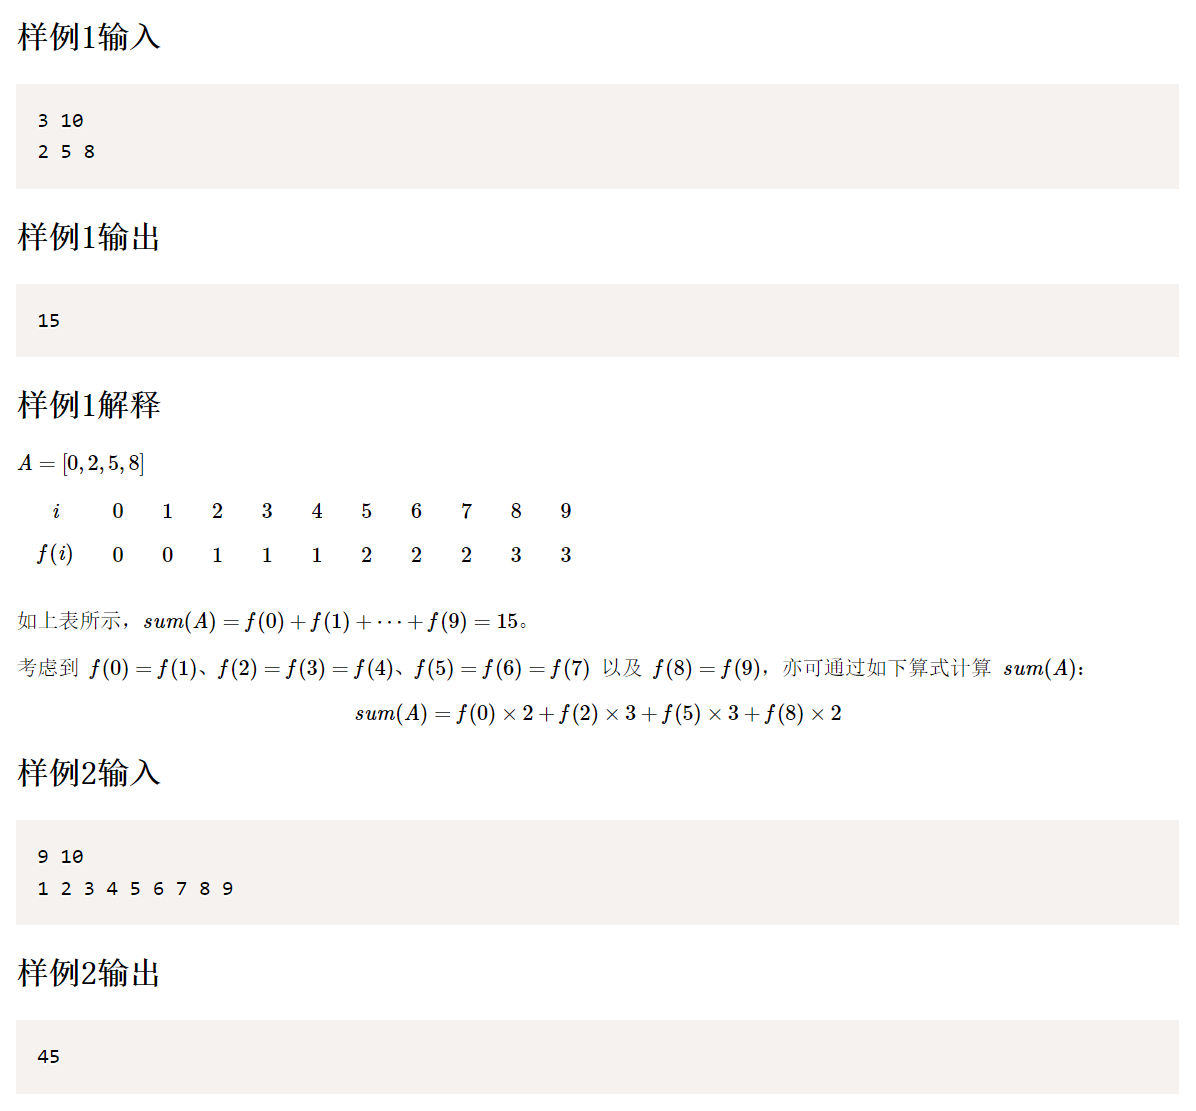 样例1输入
3 10
2 5 8
样例1输出
15
样例1解释
A = [0, 2, 5, 8]
i 0 1 2 3 4 5 6 7 8 9
f(i) 0 0 1 1 1 2 2 2 3 3
如上表所示，sum(A) = f(0) + f(1) + ⋯ + f(9) = 15。
考虑到 f(0) = f(1)、f(2) = f(3) = f(4)、f(5) = f(6) = f(7) 以及 f(8) = f(9)，亦可通过如下算式计算 sum(A)：
sum(A) = f(0) × 2 + f(2) × 3 + f(5) × 3 + f(8) × 2
样例2输入
9 10
1 2 3 4 5 6 7 8 9
样例2输出
45